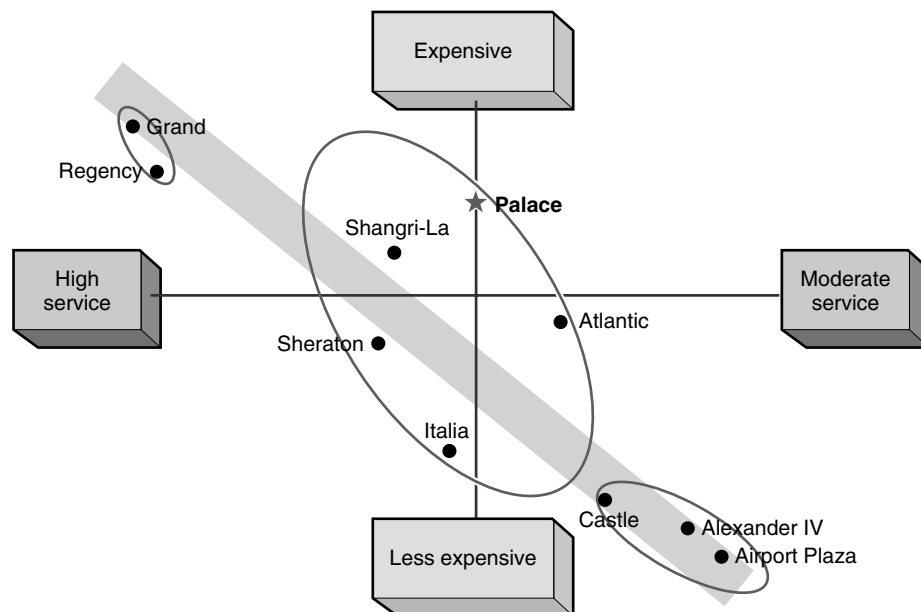 Expensive
Grand
Regency
Palace
Shangri-La
High
service
Moderate
service
Atlantic
Sheraton
Italia
Castle
Alexander IV
Airport Plaza
Less expensive